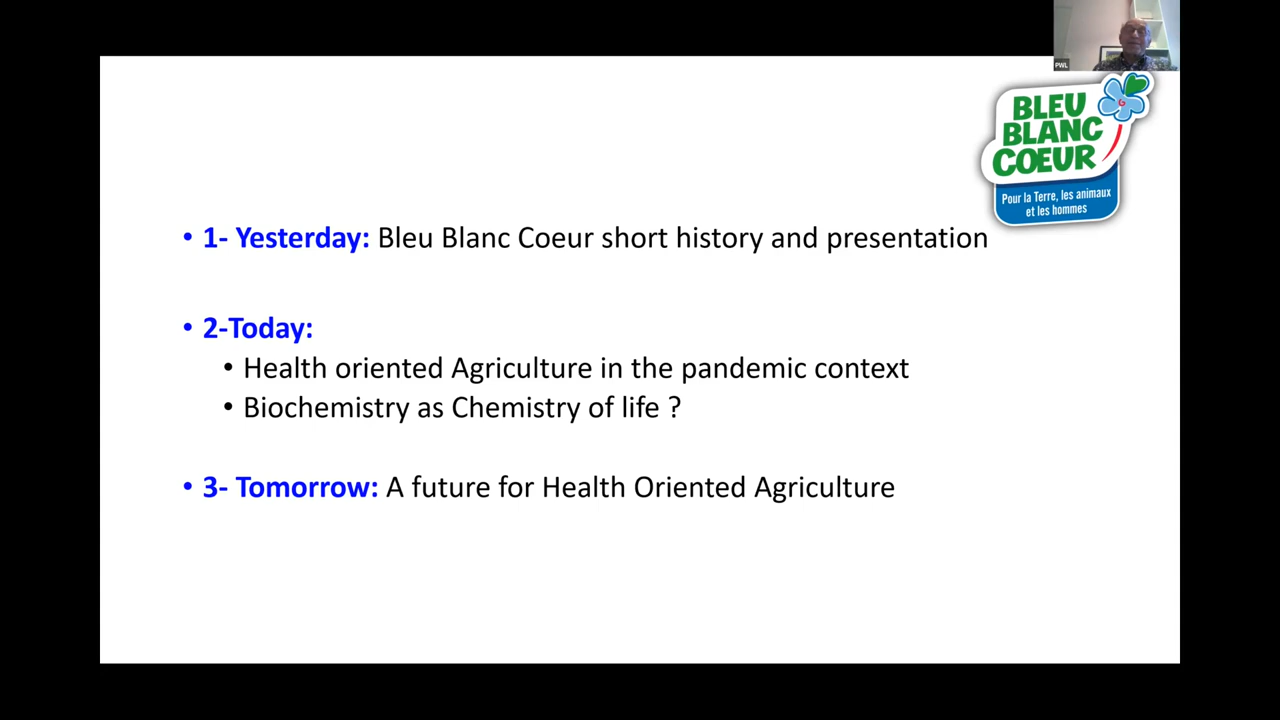 PWL
BLEU
BLANC
COEUR
Pour la Terre, les animaux
et les hommes
• 1- Yesterday: Bleu Blanc Coeur short history and presentation
• 2-Today:
• Health oriented Agriculture in the pandemic context
• Biochemistry as Chemistry of life ?
• 3- Tomorrow: A future for Health Oriented Agriculture